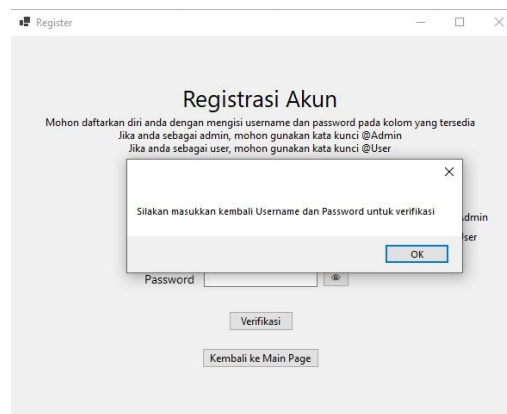 Register
Registrasi Akun
Mohon daftarkan diri anda dengan mengisi username dan password pada kolom yang tersedia
Jika anda sebagai admin, mohon gunakan kata kunci @Admin
Jika anda sebagai user, mohon gunakan kata kunci @User
Silakan masukkan kembali Username dan Password untuk verifikasi
OK
Password
Verifikasi
Kembali ke Main Page